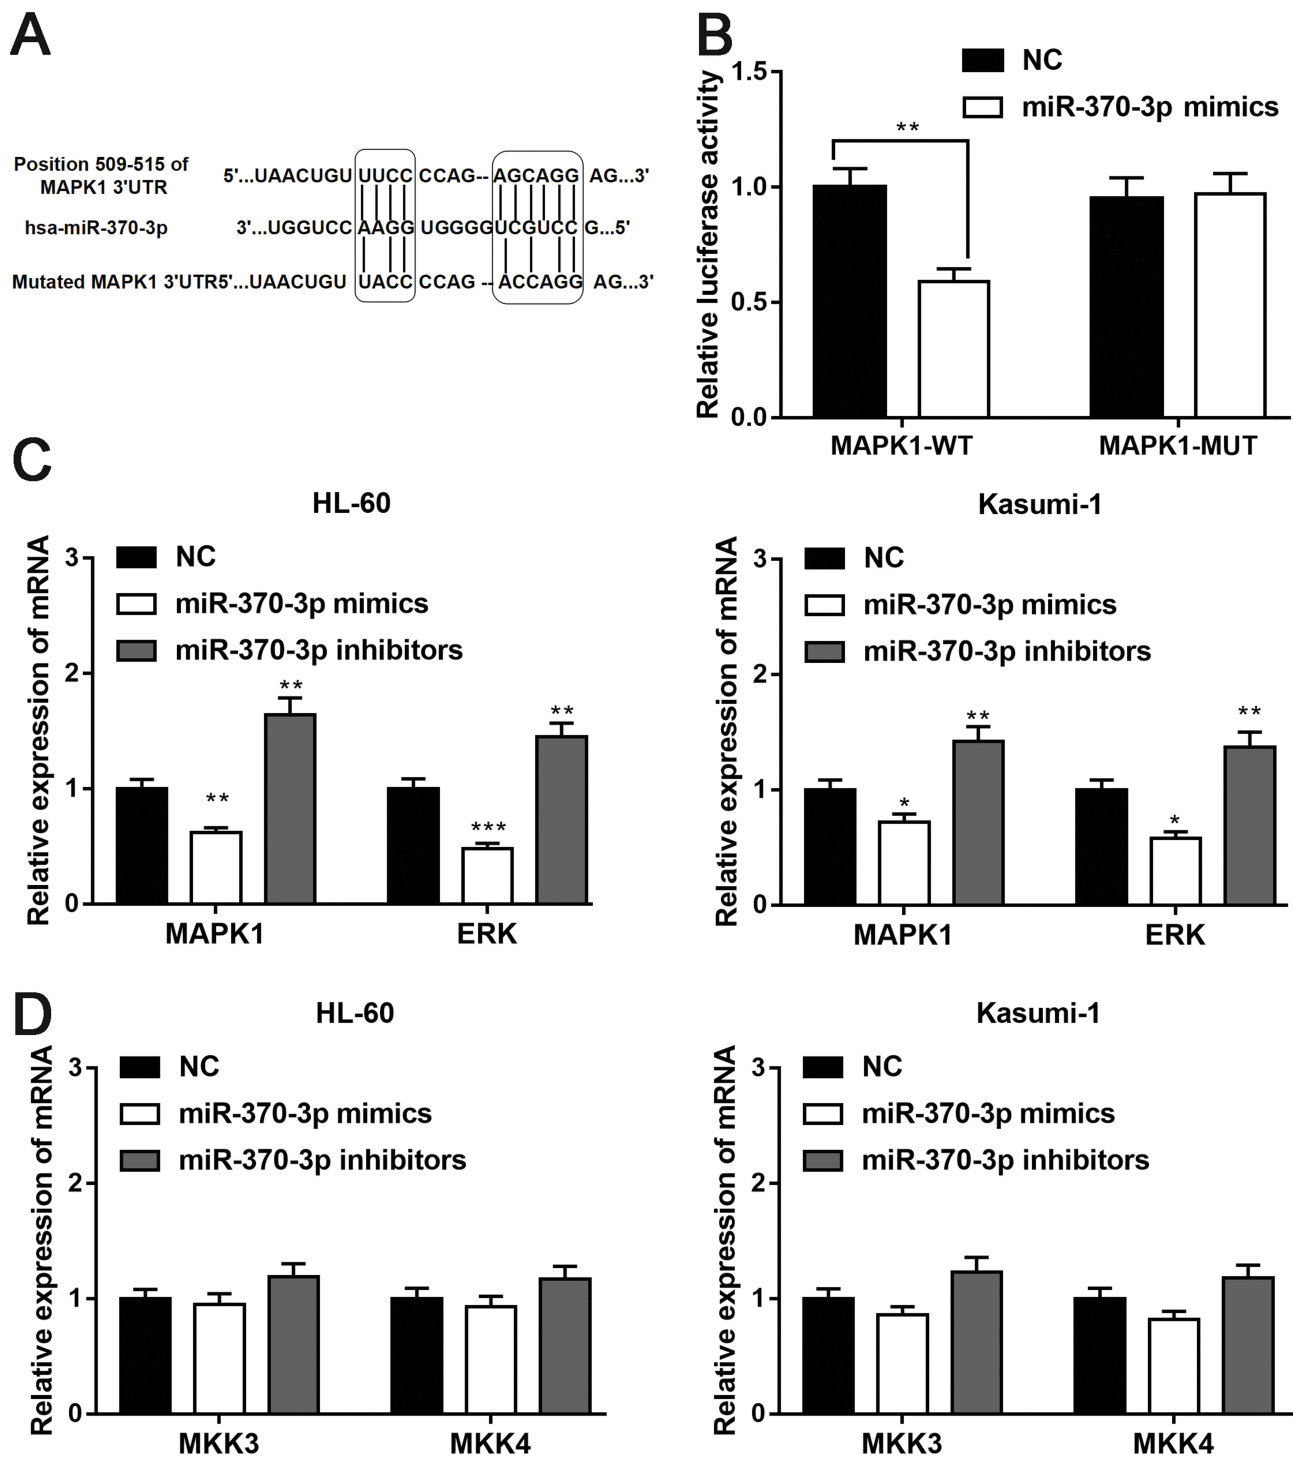 A
Position 509-515 of
MAPK1 3'UTR
5'...UAACUGU UUCC CCAG-- AGCAGG AG...3'
hsa-miR-370-3p
3'...UGGUCC AAGG UGGGG UCGUCC G...5'
Mutated MAPK1 3'UTR5'...UAACUGU UACC CCAG -- ACCAGG AG...3'
B
NC
miR-370-3p mimics
Relative luciferase activity
1.5
1.0
0.5
0.0
**
MAPK1-WT
MAPK1-MUT
C
HL-60
NC
miR-370-3p mimics
miR-370-3p inhibitors
Relative expression of mRNA
3
2
1
0
**
**
***
**
MAPK1
ERK
Kasumi-1
NC
miR-370-3p mimics
miR-370-3p inhibitors
Relative expression of mRNA
3
2
1
0
*
**
*
**
MAPK1
ERK
D
HL-60
NC
miR-370-3p mimics
miR-370-3p inhibitors
Relative expression of mRNA
3
2
1
0
MKK3
MKK4
Kasumi-1
NC
miR-370-3p mimics
miR-370-3p inhibitors
Relative expression of mRNA
3
2
1
0
MKK3
MKK4